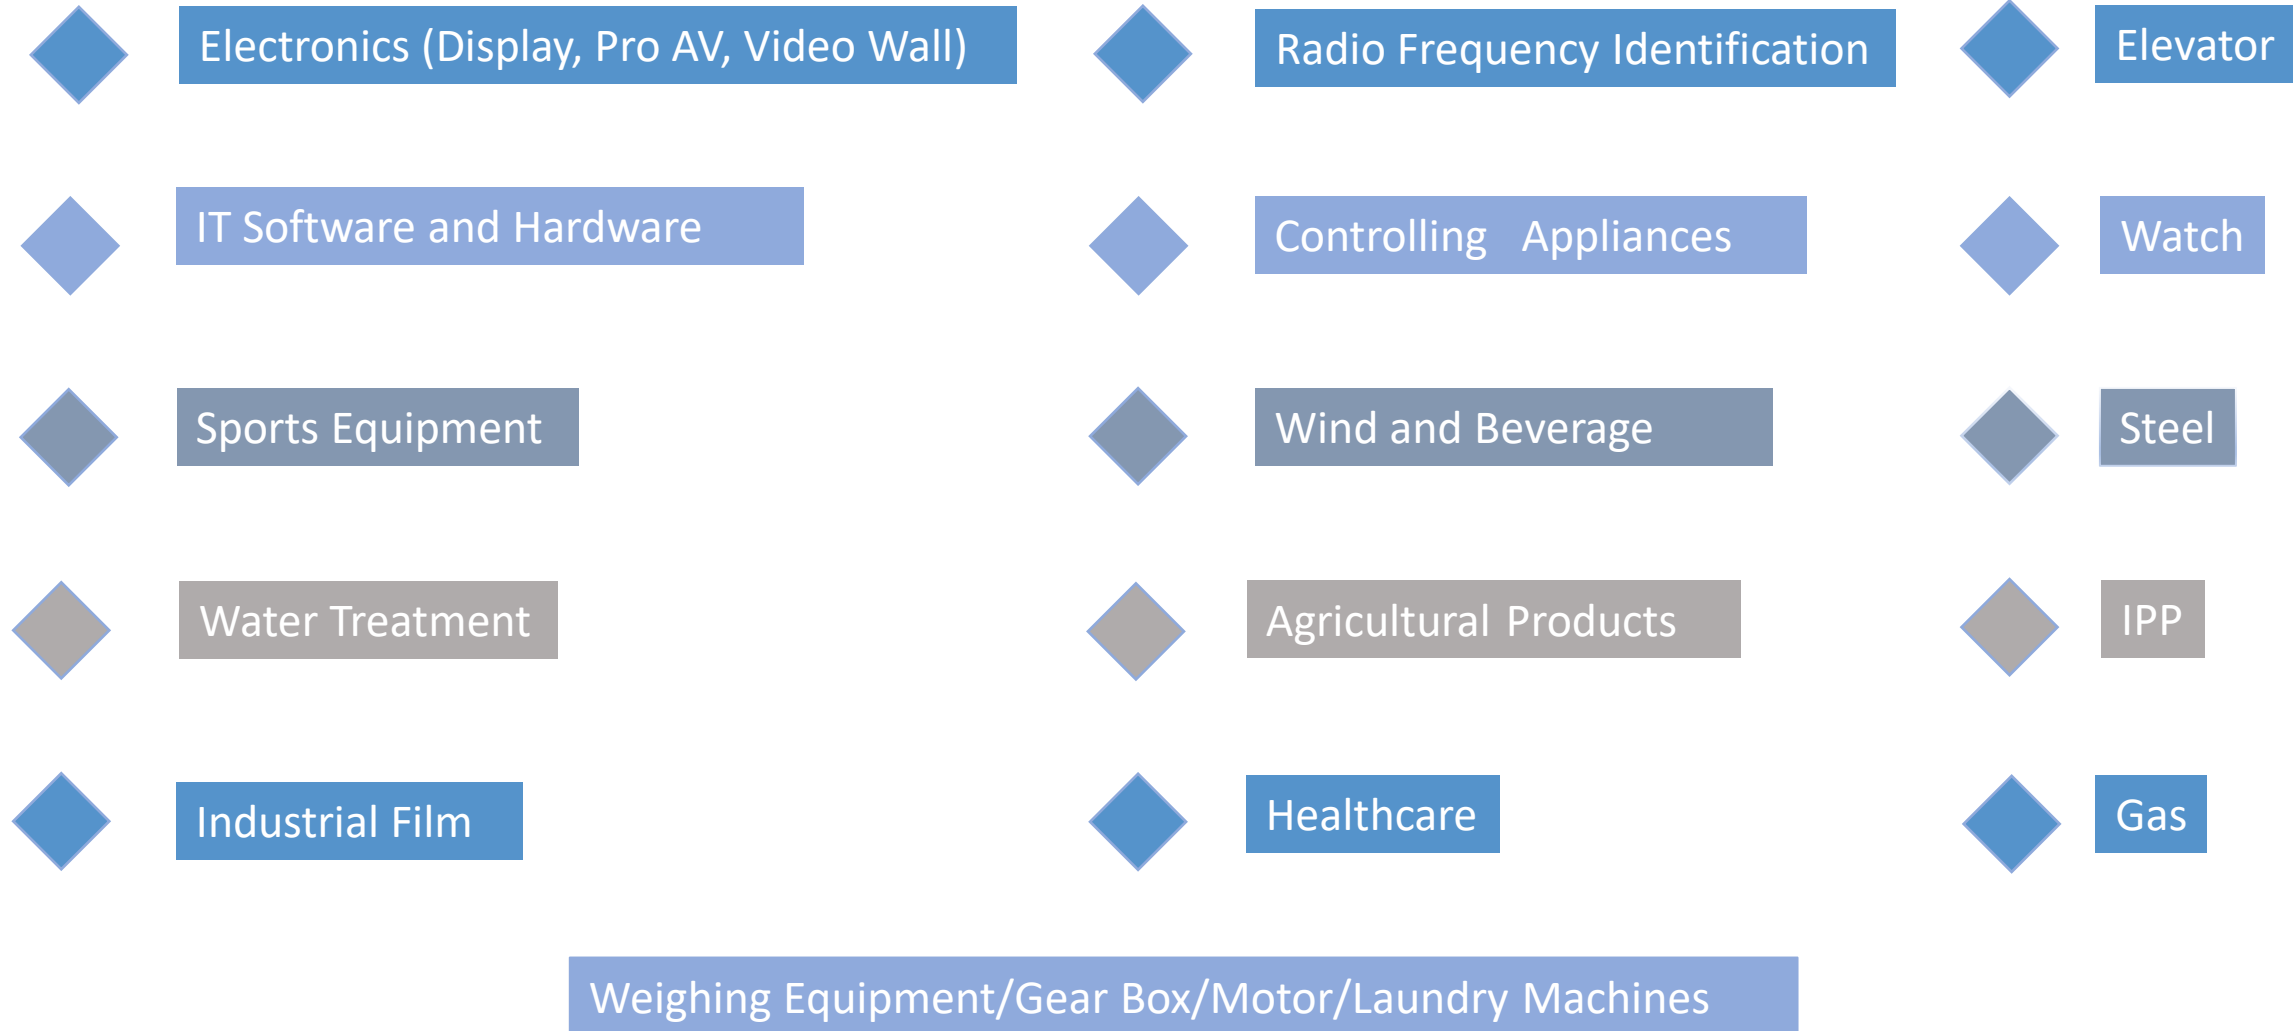 Electronics (Display, Pro AV, Video Wall)
Radio Frequency Identification
Elevator
IT Software and Hardware
Controlling Appliances
Watch
Sports Equipment
Wind and Beverage
Steel
Water Treatment
Agricultural Products
IPP
Industrial Film
Healthcare
Gas
Weighing Equipment/Gear Box/Motor/Laundry Machines